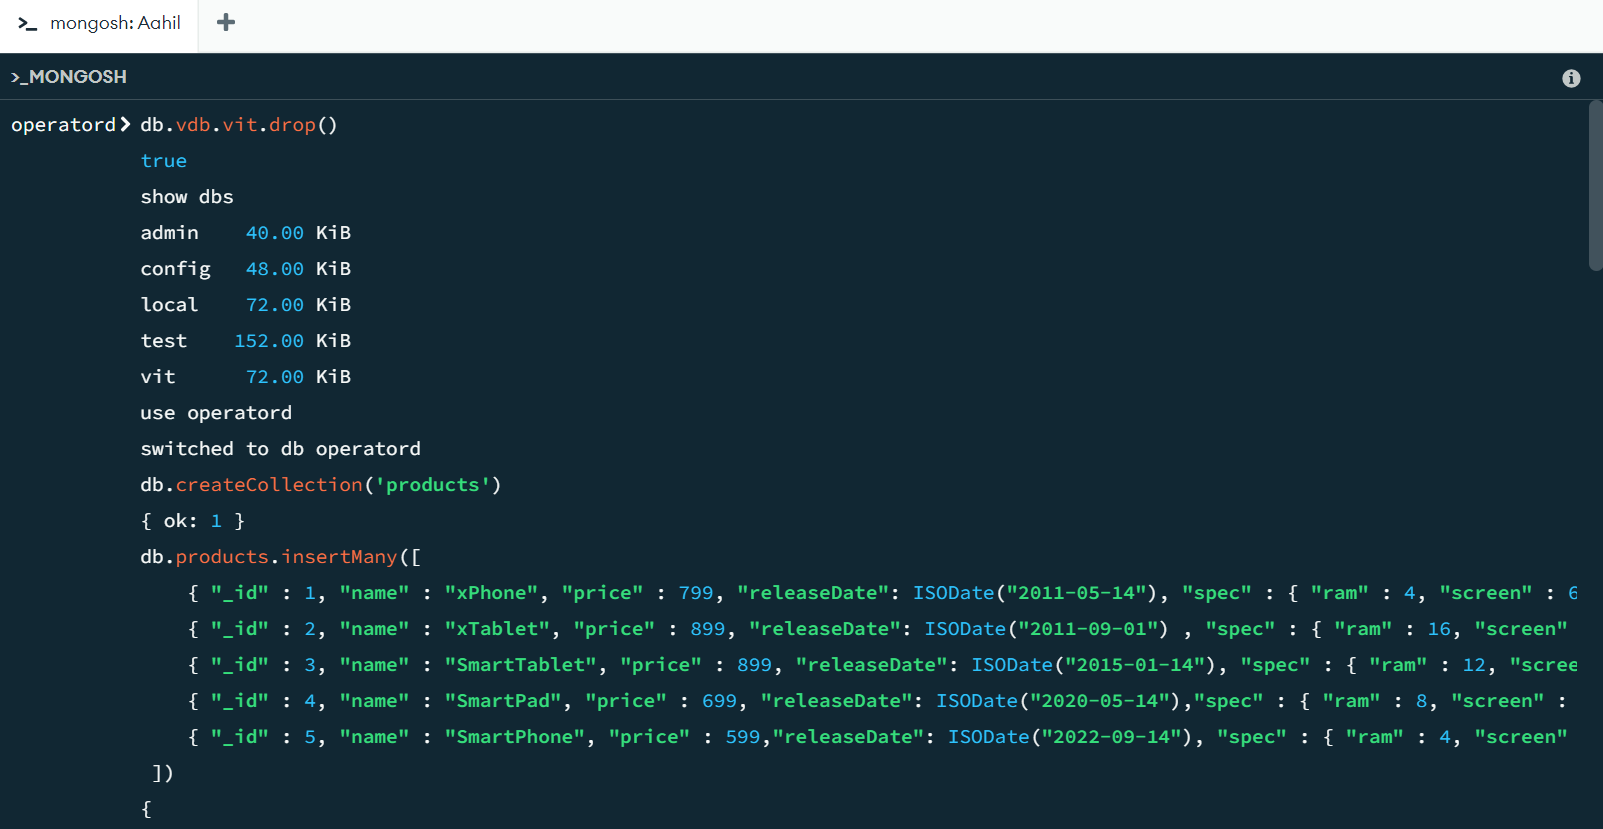 mongosh: Aahil
>_MONGOSH
operatord> db.vdb.vit.drop()
true
show dbs
admin 40.00 KiB
config 48.00 KiB
local 72.00 KiB
test 152.00 KiB
vit 72.00 KiB
use operatord
switched to db operatord
db.createCollection('products')
{ ok: 1 }
db.products.insertMany([
{ "_id" : 1, "name" : "xPhone", "price" : 799, "releaseDate": ISODate("2011-05-14"), "spec" : { "ram" : 4, "screen" : 6
{ "_id" : 2, "name" : "xTablet", "price" : 899, "releaseDate": ISODate("2011-09-01") , "spec" : { "ram" : 16, "screen"
{ "_id" : 3, "name" : "SmartTablet", "price" : 899, "releaseDate": ISODate("2015-01-14"), "spec" : { "ram" : 12, "scree
{ "_id" : 4, "name" : "SmartPad", "price" : 699, "releaseDate": ISODate("2020-05-14"),"spec" : { "ram" : 8, "screen" :
{ "_id" : 5, "name" : "SmartPhone", "price" : 599,"releaseDate": ISODate("2022-09-14"), "spec" : { "ram" : 4, "screen"
])
{